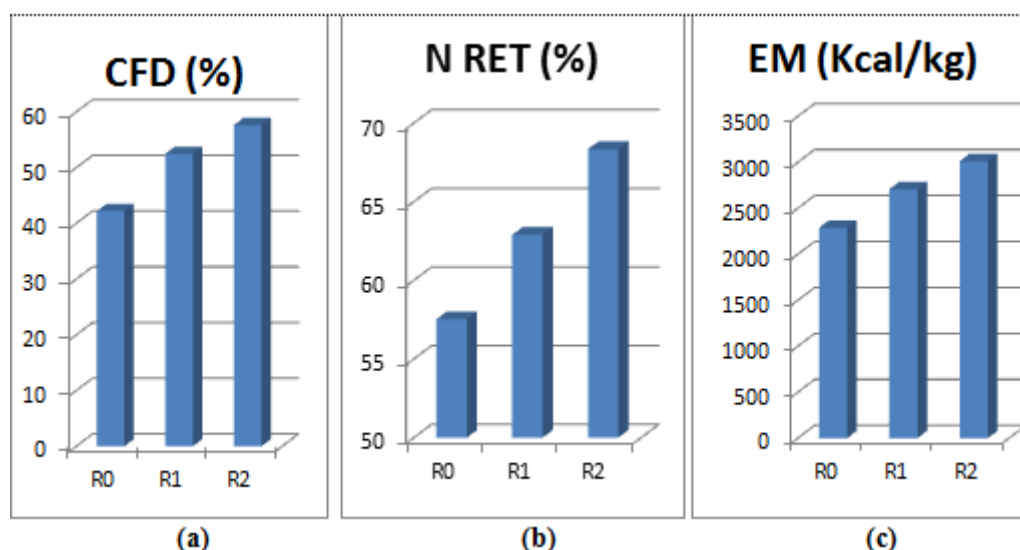 CFD (%)
60
50
40
30
20
10
0
R0 R1 R2
(a)
N RET (%)
70
65
60
55
50
R0 R1 R2
(b)
EM (Kcal/kg)
3500
3000
2500
2000
1500
1000
500
0
R0 R1 R2
(c)